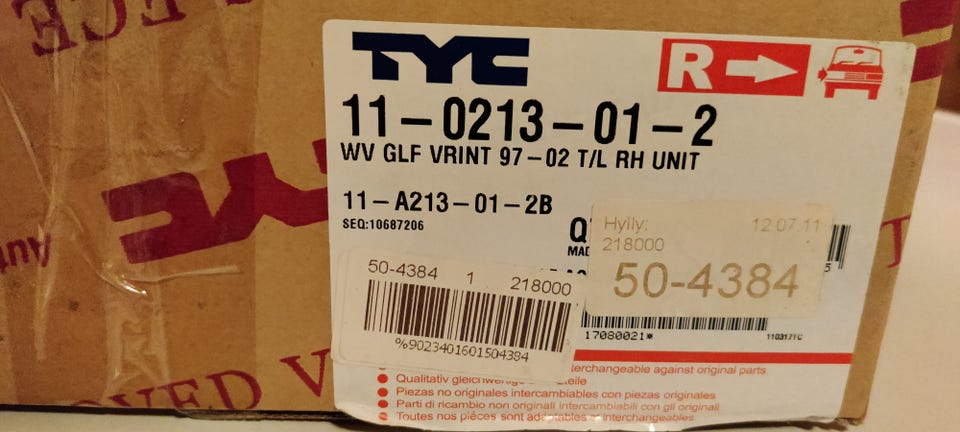 TYC
R
11-0213-01-2
WV GLF VRINT 97-02 T/L RH UNIT
11-A213-01-2B
SEQ:10687206
Hylly: 12 07 11
218000
50-4384
50-4384 1 218000
%9023401601504384
17080021*
interchangeable against original parts
Qualitativ
Piezas no originales intercambiables con piezas originales
Parti di ricambio non originali intercambiabili con gli originali
Toutes nos pièces sont adaptables interchangeables